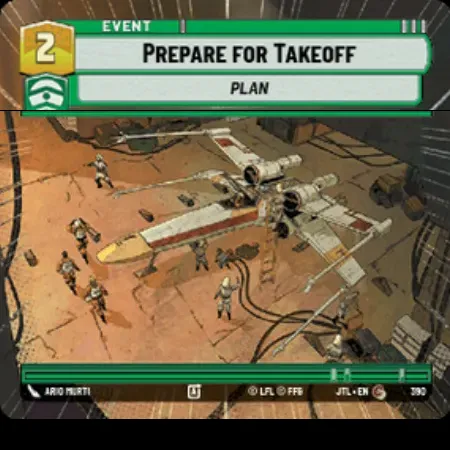 EVENT
2
PREPARE FOR TAKEOFF
PLAN
ARIO MURTI
© LFL © FFG
JTL • EN
390